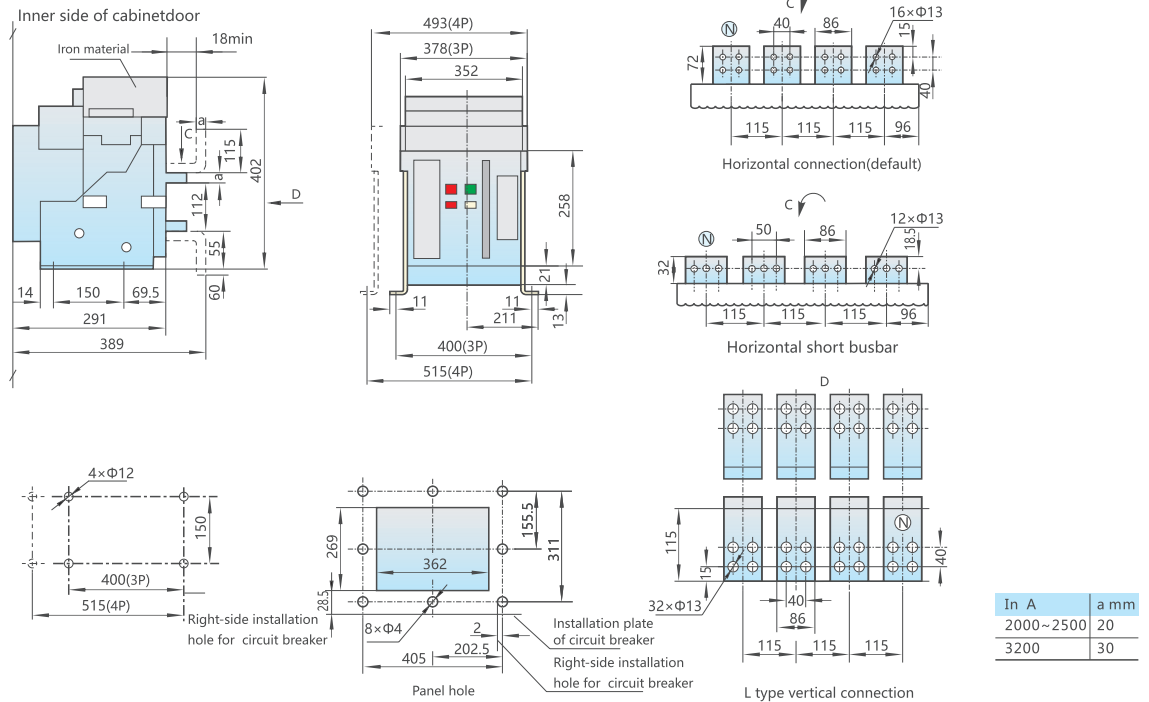 Inner side of cabinetdoor
18min
Iron material
a
C
115
402
a
112
D
55
60
14
150
69.5
291
389
493(4P)
378(3P)
352
258
21
11
11
211
13
400(3P)
515(4P)
C
16×Φ13
N
40
86
15
72
40
115
115
115
96
Horizontal connection(default)
C
12×Φ13
N
50
86
18.5
32
115
115
115
96
Horizontal short busbar
D
N
115
15
40
32×Φ13
40
86
115
115
115
L type vertical connection
4×Φ12
150
400(3P)
515(4P)
Right-side installation
hole for circuit breaker
269
362
155.5
311
28.5
8×Φ4
2
202.5
405
Installation plate
of circuit breaker
Right-side installation
hole for circuit breaker
Panel hole
In A a mm
2000~2500 20
3200 30